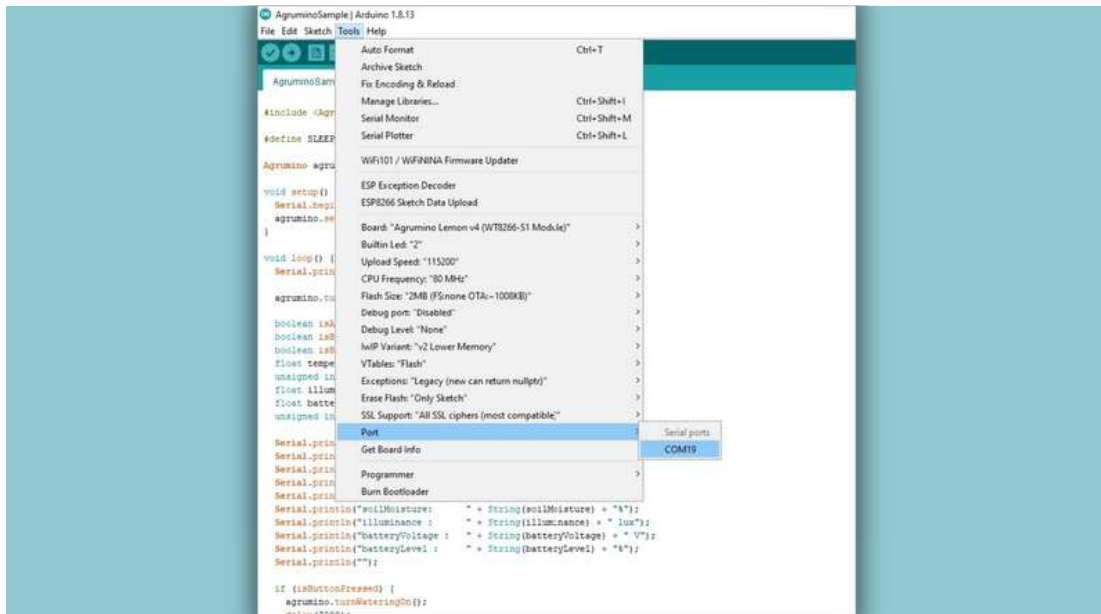 AgruminoSample | Arduino 1.8.13
File Edit Sketch Tools Help
Auto Format Ctrl+T
Archive Sketch
Fix Encoding & Reload
Manage Libraries... Ctrl+Shift+I
Serial Monitor Ctrl+Shift+M
Serial Plotter Ctrl+Shift+L
WiFi101 / WiFiNINA Firmware Updater
ESP Exception Decoder
ESP8266 Sketch Data Upload
Board: "Agrumino Lemon v4 (WT8266-S1 Module)"
Builtin Led: "2"
Upload Speed: "115200"
CPU Frequency: "80 MHz"
Flash Size: "2MB (FS:none OTA:~1008KB)"
Debug port: "Disabled"
Debug Level: "None"
lwIP Variant: "v2 Lower Memory"
VTables: "Flash"
Exceptions: "Legacy (new can return nullptr)"
Erase Flash: "Only Sketch"
SSL Support: "All SSL ciphers (most compatible)"
Port
Serial ports
Get Board Info
COM19
Programmer
Burn Bootloader
AgruminoSam
#include <Agr
#define SLEEP
Agrumino agru
void setup()
Serial.begi
agrumino.se
}
void loop() {
Serial.prin
agrumino.tu
boolean isA
boolean isB
boolean isB
float tempe
unsigned in
float illum
float batte
unsigned in
Serial.prin
Serial.prin
Serial.prin
Serial.prin
Serial.prin
Serial.println("soilMoisture: " + String(soilMoisture) + "%");
Serial.println("illuminance : " + String(illuminance) + " lux");
Serial.println("batteryVoltage : " + String(batteryVoltage) + " V");
Serial.println("batteryLevel : " + String(batteryLevel) + "%");
Serial.println("");
if (isButtonPressed) {
agrumino.turnWateringOn();